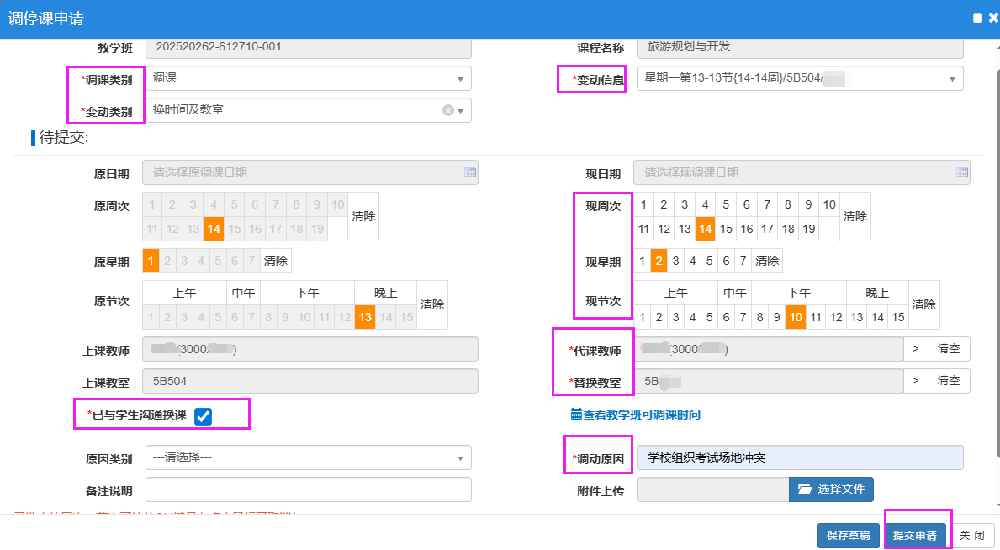 调停课申请
教学班 202520262-612710-001 课程名称 旅游规划与开发
*调课类别 调课 *变动信息 星期一第13-13节{14-14周}/5B504/
*变动类别 换时间及教室
待提交:
原日期 请选择原调课日期 现日期 请选择现调课日期
原周次 1 2 3 4 5 6 7 8 9 10 清除 现周次 1 2 3 4 5 6 7 8 9 10 清除
11 12 13 14 15 16 17 18 19 11 12 13 14 15 16 17 18 19
原星期 1 2 3 4 5 6 7 清除 现星期 1 2 3 4 5 6 7 清除
原节次 上午 中午 下午 晚上 清除 现节次 上午 中午 下午 晚上 清除
1 2 3 4 5 6 7 8 9 10 11 12 13 14 15 1 2 3 4 5 6 7 8 9 10 11 12 13 14 15
上课教师 (3000 ) *代课教师 (3000 ) > 清空
上课教室 5B504 *替换教室 5B > 清空
*已与学生沟通换课 查看教学班可调课时间
原因类别 ---请选择--- *调动原因 学校组织考试场地冲突
备注说明 附件上传 选择文件
保存草稿 提交申请 关 闭